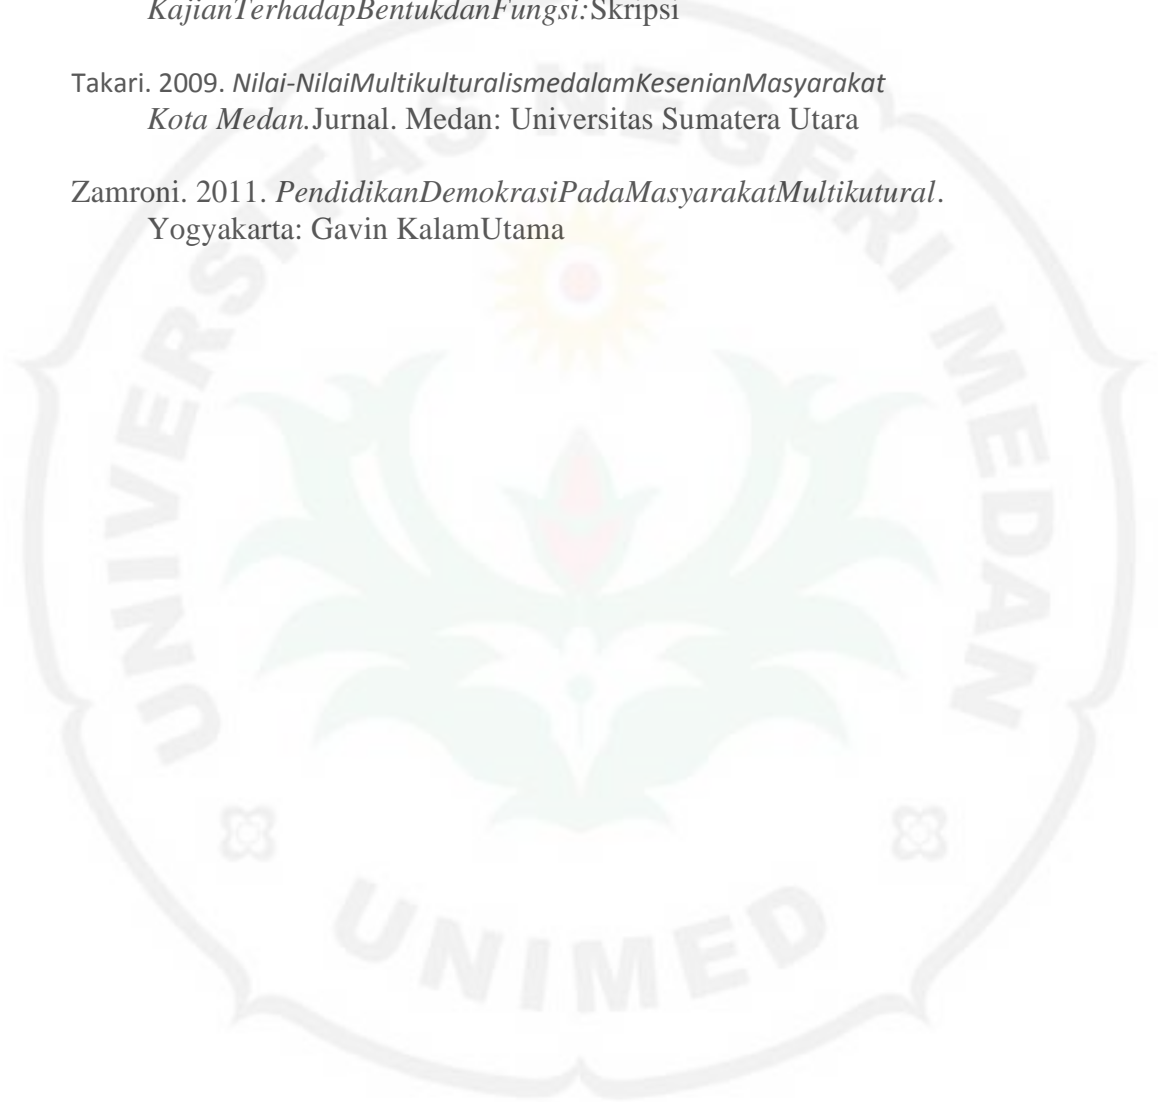 KajianTerhadapBentukdanFungsi:Skripsi
Takari. 2009. Nilai-NilaiMultikulturalismedalamKesenianMasyarakat
Kota Medan.Jurnal. Medan: Universitas Sumatera Utara
Zamroni. 2011. PendidikanDemokrasiPadaMasyarakatMultikutural.
Yogyakarta: Gavin KalamUtama
UNIVERSITAS NEGERI MEDAN
UNIMED